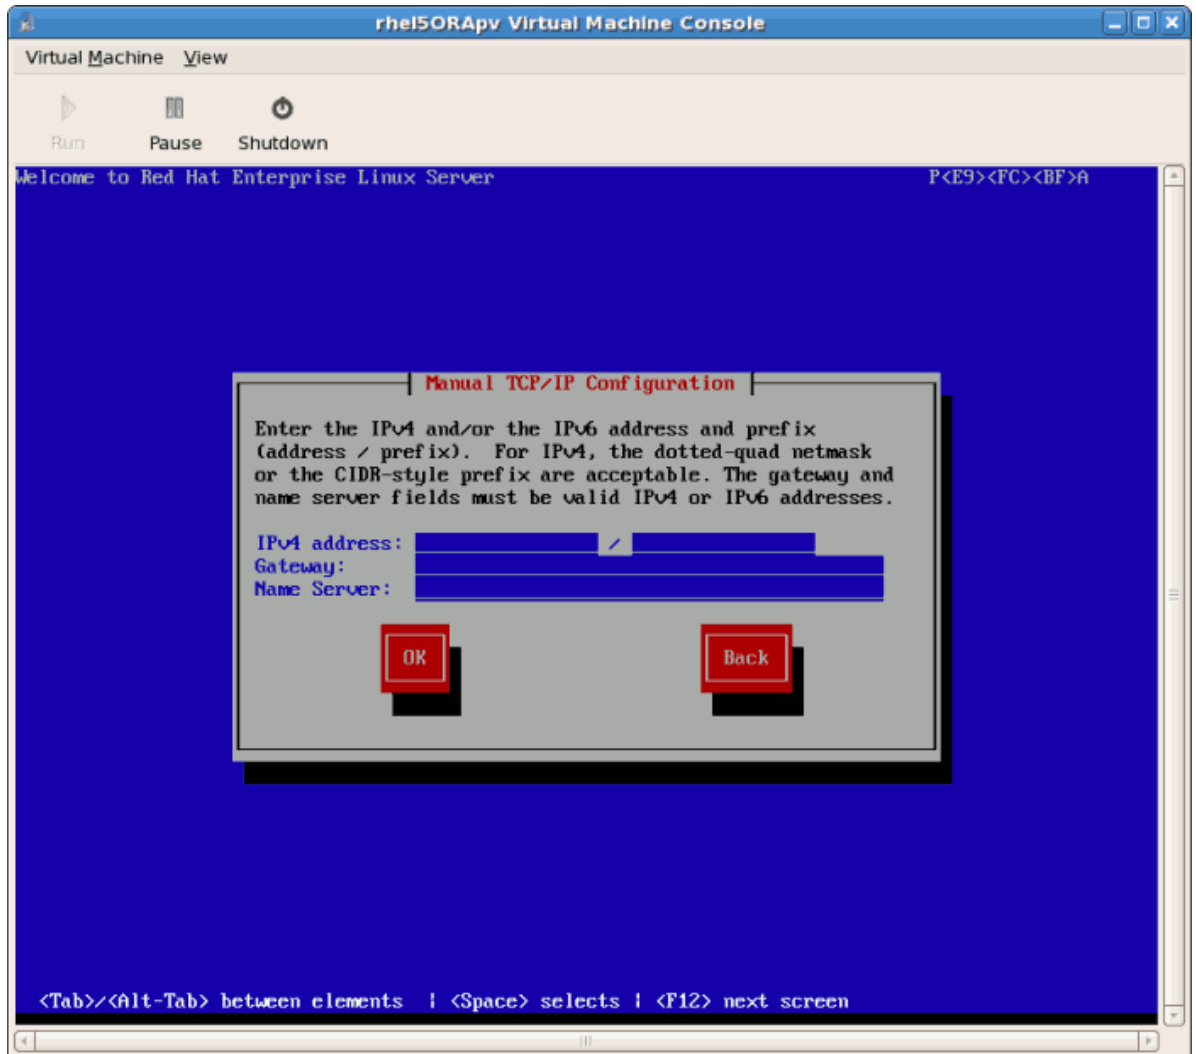 rhel5ORApv Virtual Machine Console
Virtual Machine View
Run Pause Shutdown
Welcome to Red Hat Enterprise Linux Server P<E9><FC><BF>A
Manual TCP/IP Configuration
Enter the IPv4 and/or the IPv6 address and prefix
(address / prefix). For IPv4, the dotted-quad netmask
or the CIDR-style prefix are acceptable. The gateway and
name server fields must be valid IPv4 or IPv6 addresses.
IPv4 address: /
Gateway:
Name Server:
OK Back
<Tab>/<Alt-Tab> between elements | <Space> selects | <F12> next screen